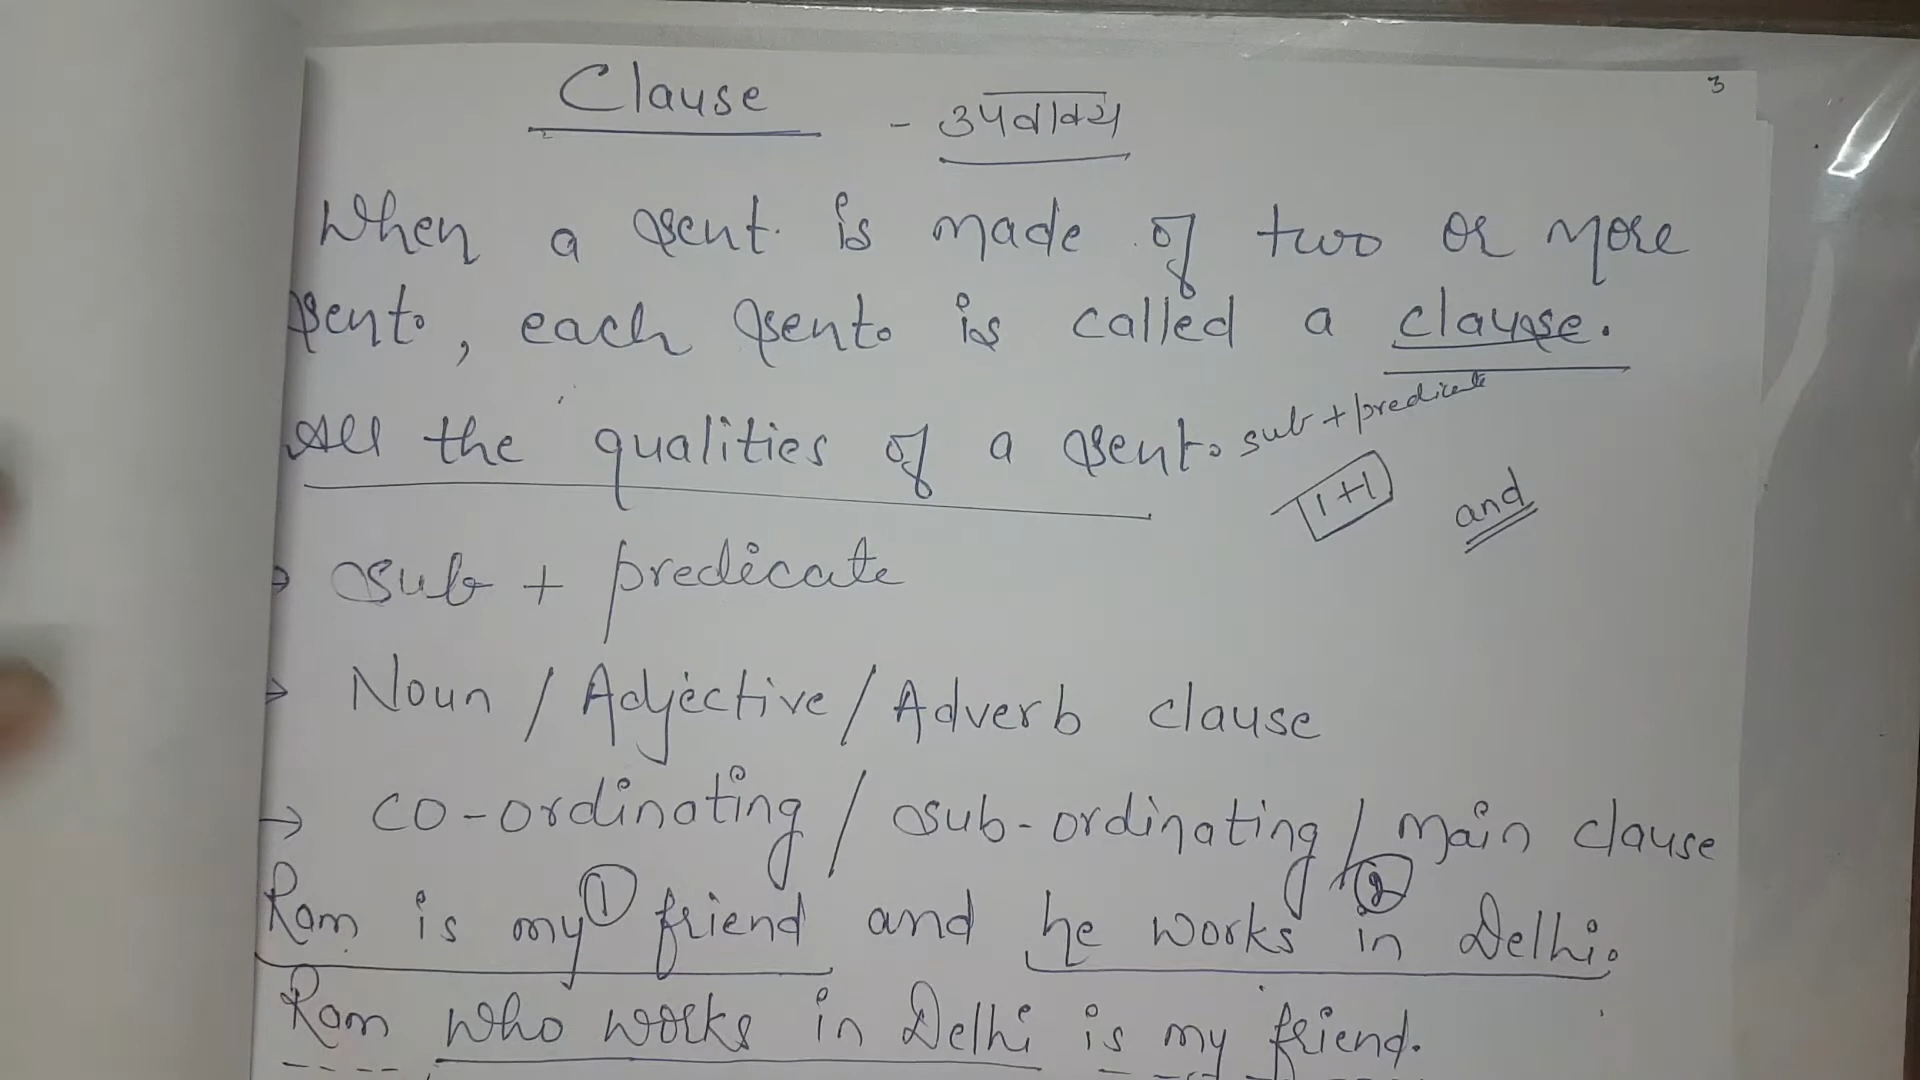 3
Clause - उपवाक्य
When a sent. is made of two or more
sent., each sent. is called a clause.
All the qualities of a sent. sub + predicate
1+1 and
→ sub + predicate
→ Noun / Adjective / Adverb clause
→ co-ordinating / sub-ordinating / main clause
① ②
Ram is my friend and he works in Delhi.
Ram who works in Delhi is my friend.